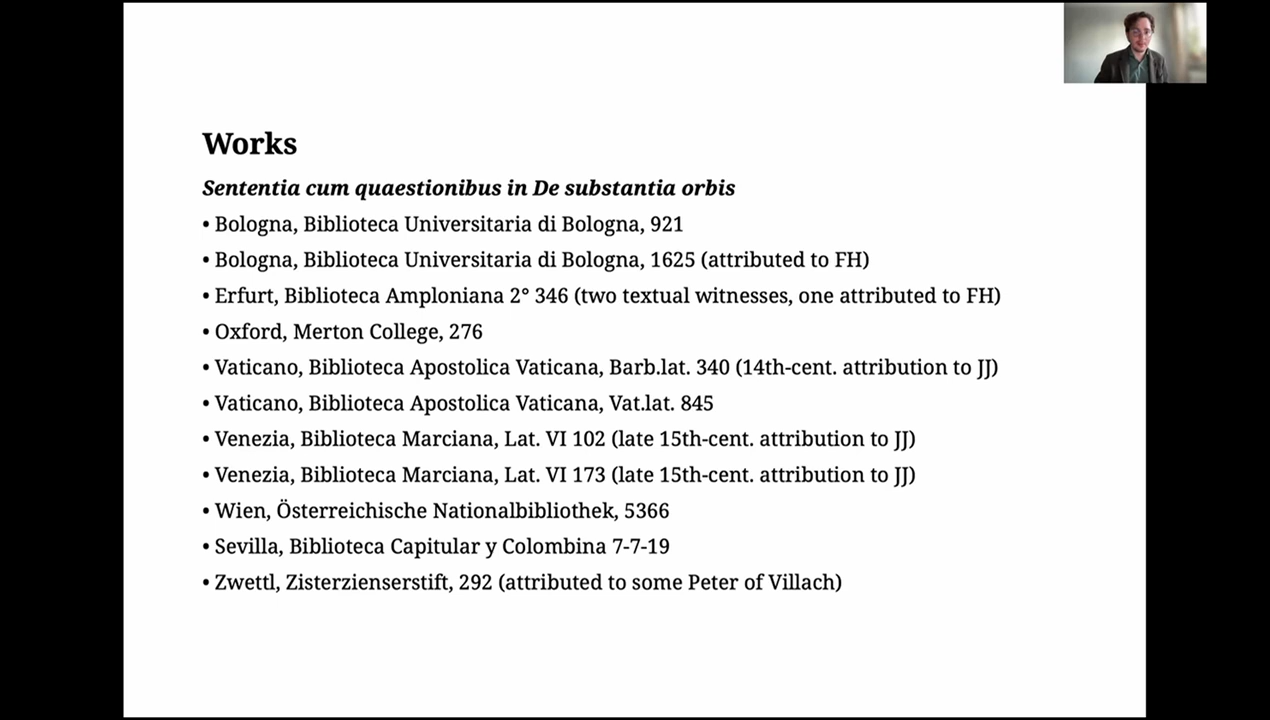 Works
Sententia cum quaestionibus in De substantia orbis
• Bologna, Biblioteca Universitaria di Bologna, 921
• Bologna, Biblioteca Universitaria di Bologna, 1625 (attributed to FH)
• Erfurt, Biblioteca Amploniana 2° 346 (two textual witnesses, one attributed to FH)
• Oxford, Merton College, 276
• Vaticano, Biblioteca Apostolica Vaticana, Barb.lat. 340 (14th-cent. attribution to JJ)
• Vaticano, Biblioteca Apostolica Vaticana, Vat.lat. 845
• Venezia, Biblioteca Marciana, Lat. VI 102 (late 15th-cent. attribution to JJ)
• Venezia, Biblioteca Marciana, Lat. VI 173 (late 15th-cent. attribution to JJ)
• Wien, Österreichische Nationalbibliothek, 5366
• Sevilla, Biblioteca Capitular y Colombina 7-7-19
• Zwettl, Zisterzienserstift, 292 (attributed to some Peter of Villach)